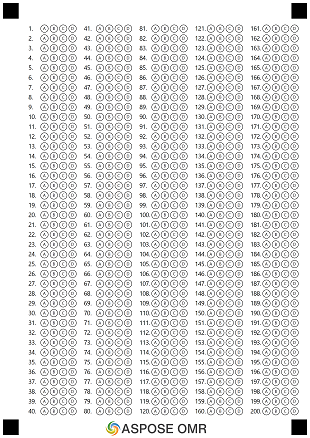 1. A B C D 41. A B C D 81. A B C D 121. A B C D 161. A B C D
2. A B C D 42. A B C D 82. A B C D 122. A B C D 162. A B C D
3. A B C D 43. A B C D 83. A B C D 123. A B C D 163. A B C D
4. A B C D 44. A B C D 84. A B C D 124. A B C D 164. A B C D
5. A B C D 45. A B C D 85. A B C D 125. A B C D 165. A B C D
6. A B C D 46. A B C D 86. A B C D 126. A B C D 166. A B C D
7. A B C D 47. A B C D 87. A B C D 127. A B C D 167. A B C D
8. A B C D 48. A B C D 88. A B C D 128. A B C D 168. A B C D
9. A B C D 49. A B C D 89. A B C D 129. A B C D 169. A B C D
10. A B C D 50. A B C D 90. A B C D 130. A B C D 170. A B C D
11. A B C D 51. A B C D 91. A B C D 131. A B C D 171. A B C D
12. A B C D 52. A B C D 92. A B C D 132. A B C D 172. A B C D
13. A B C D 53. A B C D 93. A B C D 133. A B C D 173. A B C D
14. A B C D 54. A B C D 94. A B C D 134. A B C D 174. A B C D
15. A B C D 55. A B C D 95. A B C D 135. A B C D 175. A B C D
16. A B C D 56. A B C D 96. A B C D 136. A B C D 176. A B C D
17. A B C D 57. A B C D 97. A B C D 137. A B C D 177. A B C D
18. A B C D 58. A B C D 98. A B C D 138. A B C D 178. A B C D
19. A B C D 59. A B C D 99. A B C D 139. A B C D 179. A B C D
20. A B C D 60. A B C D 100. A B C D 140. A B C D 180. A B C D
21. A B C D 61. A B C D 101. A B C D 141. A B C D 181. A B C D
22. A B C D 62. A B C D 102. A B C D 142. A B C D 182. A B C D
23. A B C D 63. A B C D 103. A B C D 143. A B C D 183. A B C D
24. A B C D 64. A B C D 104. A B C D 144. A B C D 184. A B C D
25. A B C D 65. A B C D 105. A B C D 145. A B C D 185. A B C D
26. A B C D 66. A B C D 106. A B C D 146. A B C D 186. A B C D
27. A B C D 67. A B C D 107. A B C D 147. A B C D 187. A B C D
28. A B C D 68. A B C D 108. A B C D 148. A B C D 188. A B C D
29. A B C D 69. A B C D 109. A B C D 149. A B C D 189. A B C D
30. A B C D 70. A B C D 110. A B C D 150. A B C D 190. A B C D
31. A B C D 71. A B C D 111. A B C D 151. A B C D 191. A B C D
32. A B C D 72. A B C D 112. A B C D 152. A B C D 192. A B C D
33. A B C D 73. A B C D 113. A B C D 153. A B C D 193. A B C D
34. A B C D 74. A B C D 114. A B C D 154. A B C D 194. A B C D
35. A B C D 75. A B C D 115. A B C D 155. A B C D 195. A B C D
36. A B C D 76. A B C D 116. A B C D 156. A B C D 196. A B C D
37. A B C D 77. A B C D 117. A B C D 157. A B C D 197. A B C D
38. A B C D 78. A B C D 118. A B C D 158. A B C D 198. A B C D
39. A B C D 79. A B C D 119. A B C D 159. A B C D 199. A B C D
40. A B C D 80. A B C D 120. A B C D 160. A B C D 200. A B C D
ASPOSE OMR